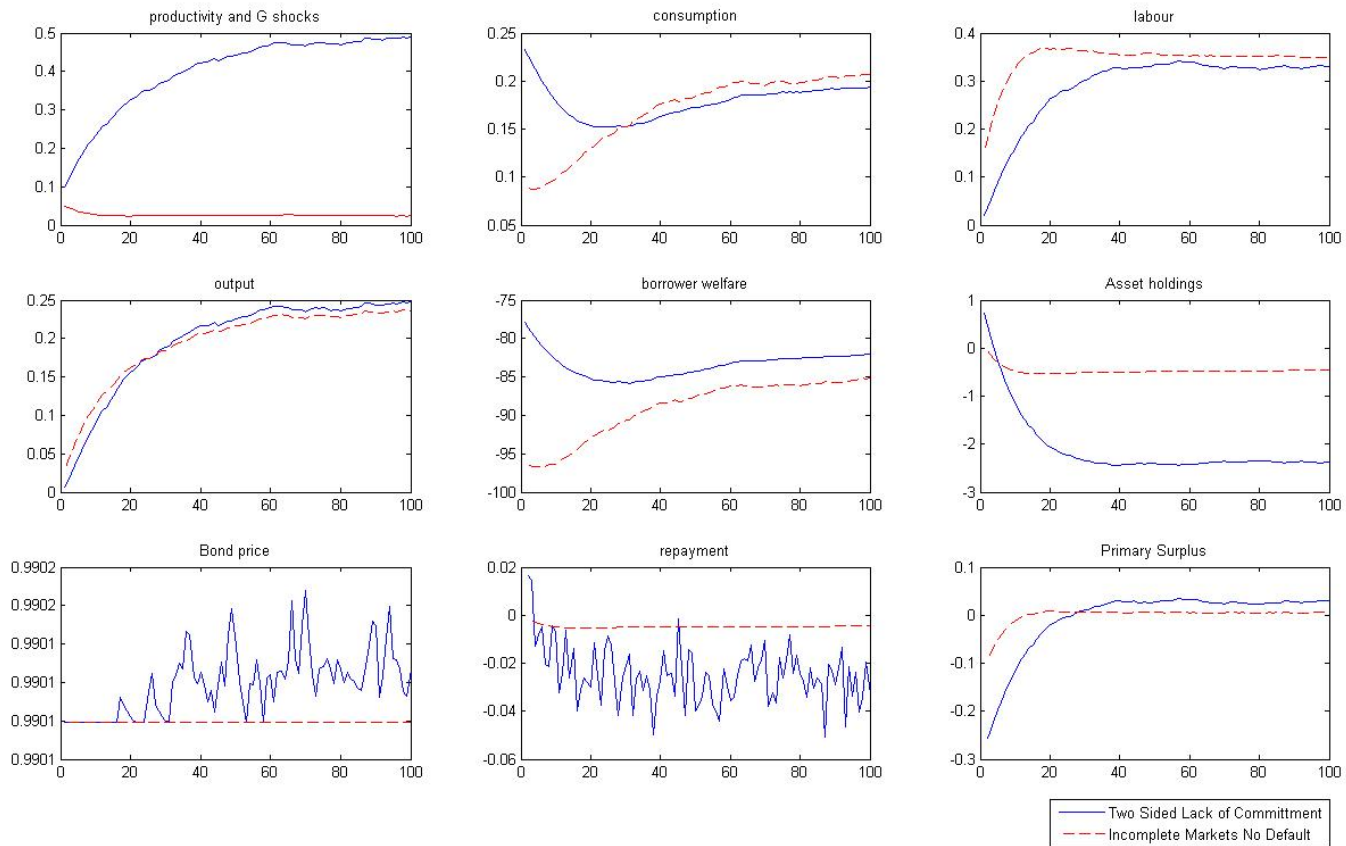 productivity and G shocks
0.5
0.4
0.3
0.2
0.1
0
0 20 40 60 80 100
consumption
0.25
0.2
0.15
0.1
0.05
0 20 40 60 80 100
labour
0.4
0.3
0.2
0.1
0
0 20 40 60 80 100
output
0.25
0.2
0.15
0.1
0.05
0
0 20 40 60 80 100
borrower welfare
-75
-80
-85
-90
-95
-100
0 20 40 60 80 100
Asset holdings
1
0
-1
-2
-3
0 20 40 60 80 100
Bond price
0.9902
0.9902
0.9901
0.9901
0.9901
0.9901
0 20 40 60 80 100
repayment
0.02
0
-0.02
-0.04
-0.06
0 20 40 60 80 100
Primary Surplus
0.1
0
-0.1
-0.2
-0.3
0 20 40 60 80 100
Two Sided Lack of Committment
Incomplete Markets No Default